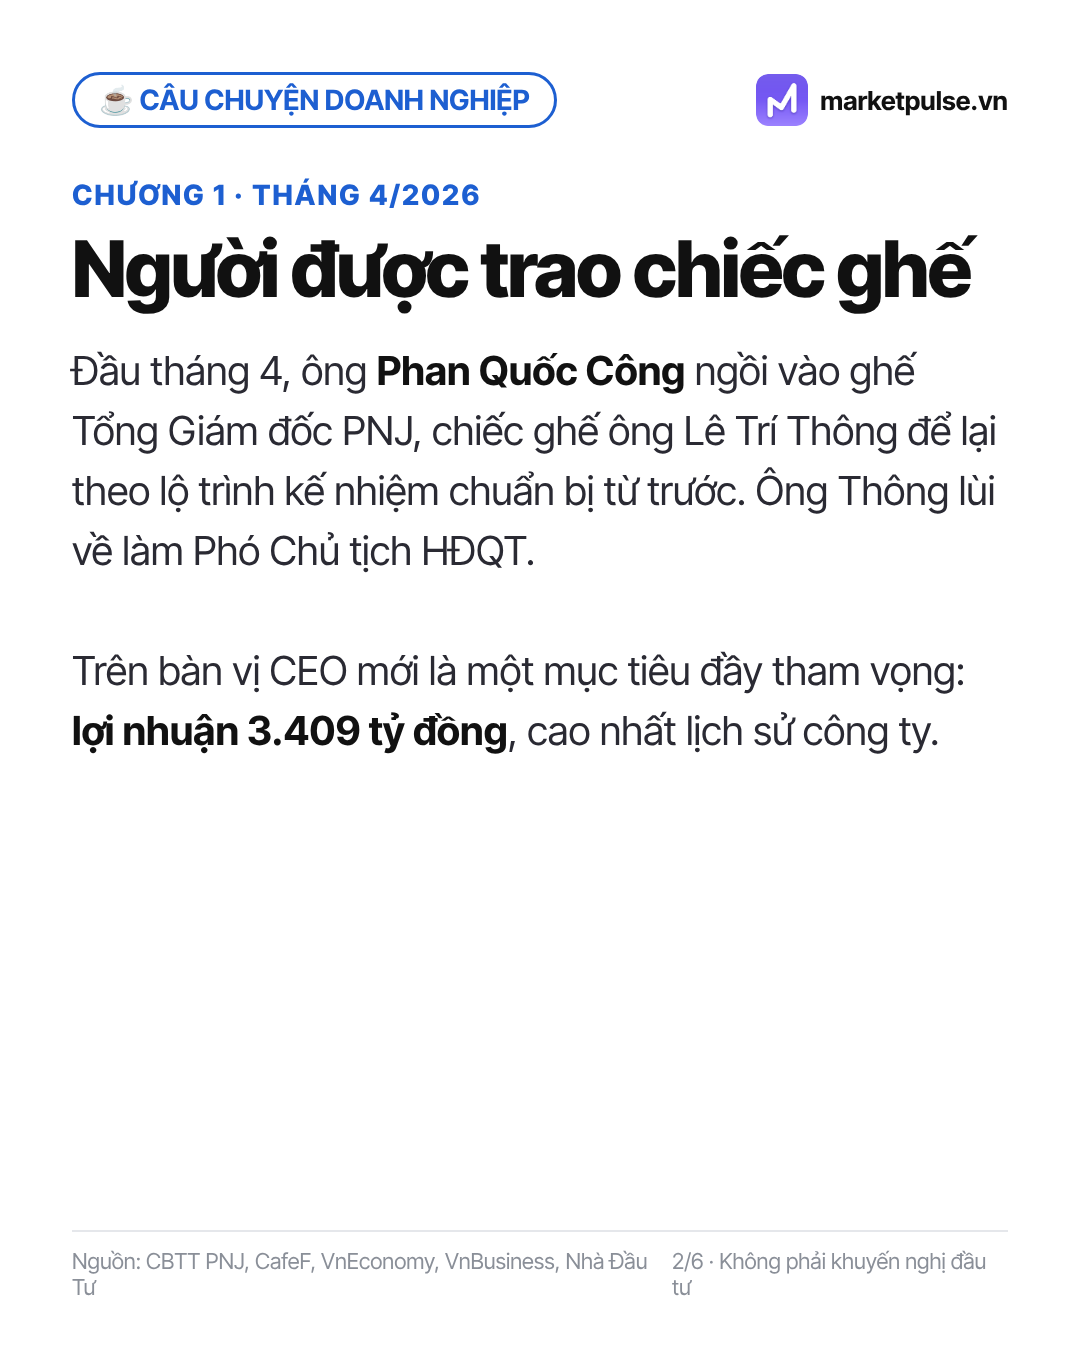 ☕ CÂU CHUYỆN DOANH NGHIỆP
marketpulse.vn
CHƯƠNG 1 · THÁNG 4/2026
Người được trao chiếc ghế
Đầu tháng 4, ông Phan Quốc Công ngồi vào ghế
Tổng Giám đốc PNJ, chiếc ghế ông Lê Trí Thông để lại
theo lộ trình kế nhiệm chuẩn bị từ trước. Ông Thông lùi
về làm Phó Chủ tịch HĐQT.
Trên bàn vị CEO mới là một mục tiêu đầy tham vọng:
lợi nhuận 3.409 tỷ đồng, cao nhất lịch sử công ty.
Nguồn: CBTT PNJ, CafeF, VnEconomy, VnBusiness, Nhà Đầu
Tư
2/6 · Không phải khuyến nghị đầu
tư